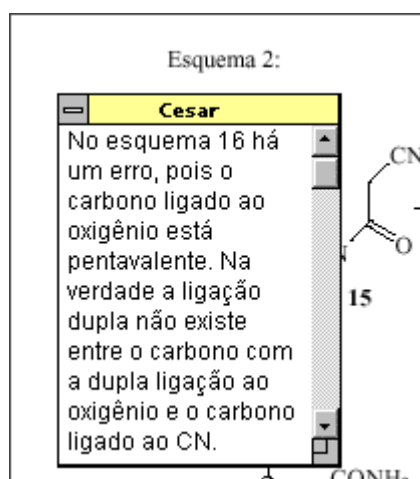 Esquema 2:
Cesar
No esquema 16 há
um erro, pois o
carbono ligado ao
oxigênio está
pentavalente. Na
verdade a ligação
dupla não existe
entre o carbono com
a dupla ligação ao
oxigênio e o carbono
ligado ao CN.
CN
O
N
15
O
CONH₂